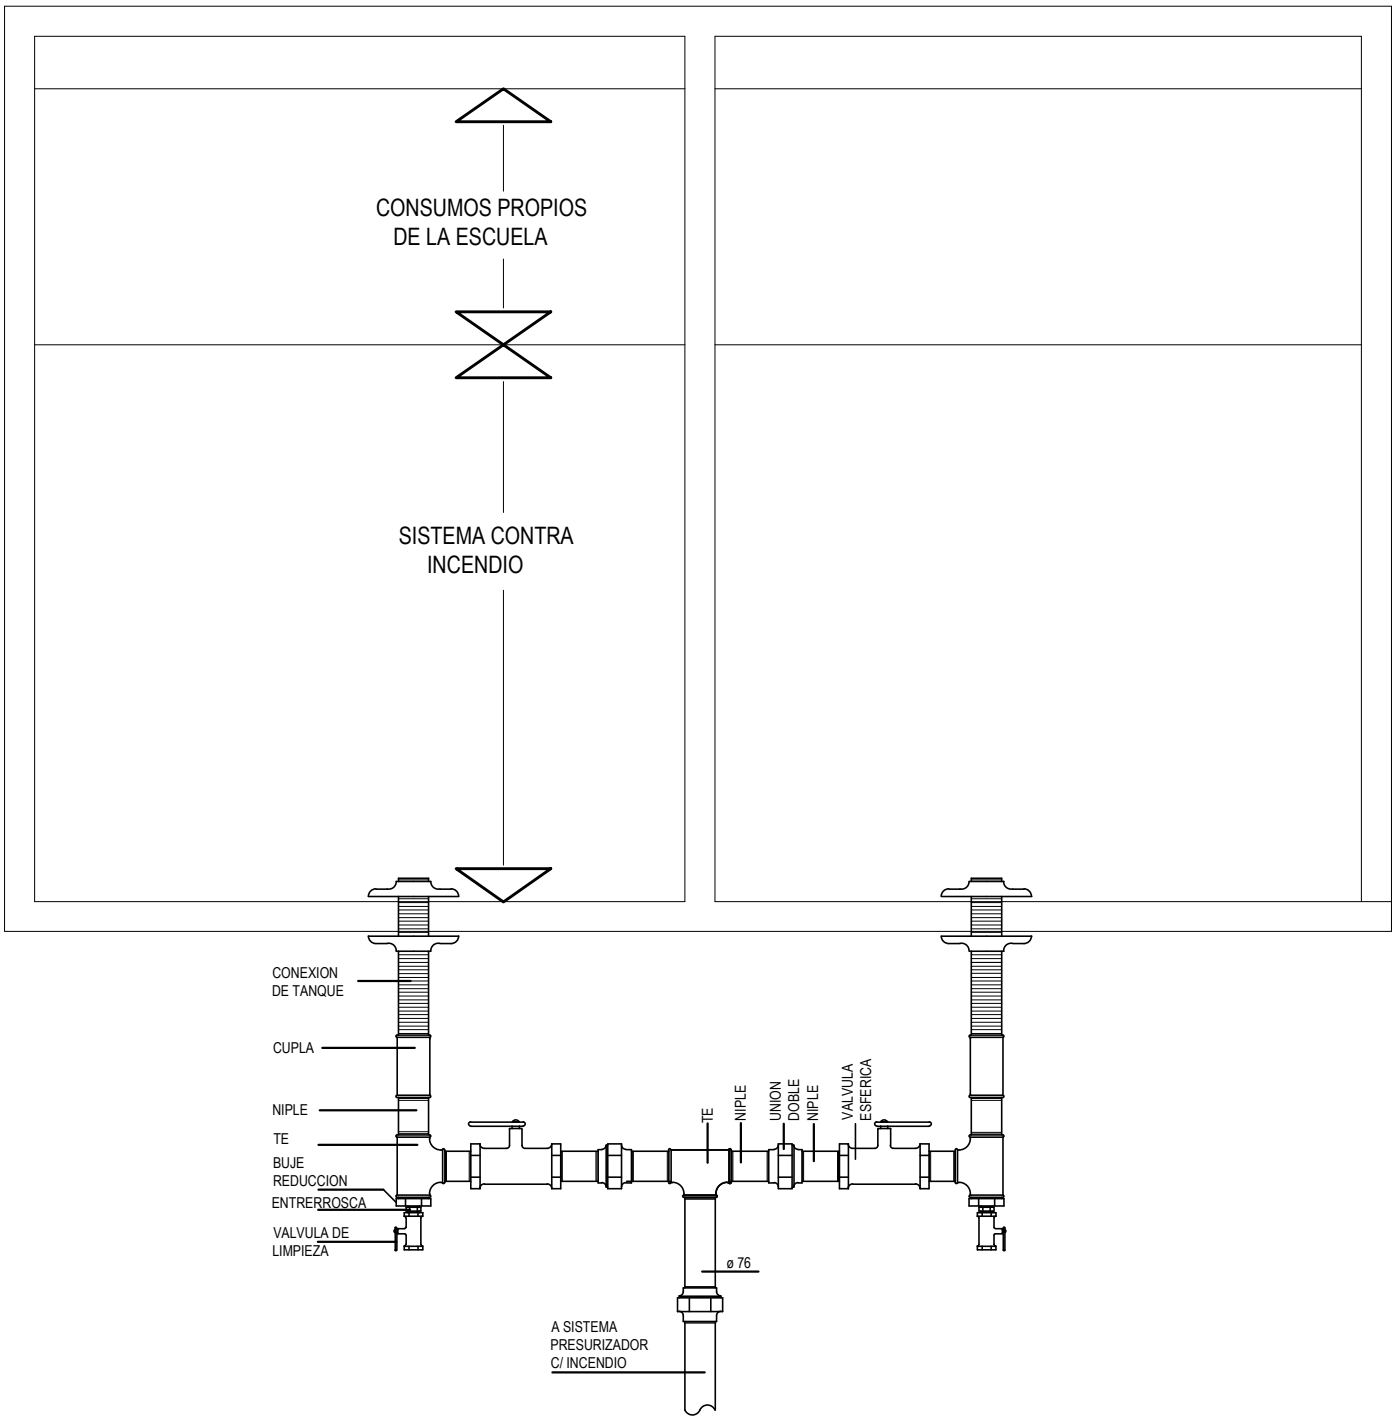 CONSUMOS PROPIOS
DE LA ESCUELA
SISTEMA CONTRA
INCENDIO
CONEXION
DE TANQUE
CUPLA
NIPLE
TE
BUJE
REDUCCION
ENTRERROSCA
VALVULA DE
LIMPIEZA
TE
NIPLE
UNION
DOBLE
NIPLE
VALVULA
ESFERICA
ø 76
A SISTEMA
PRESURIZADOR
C/ INCENDIO